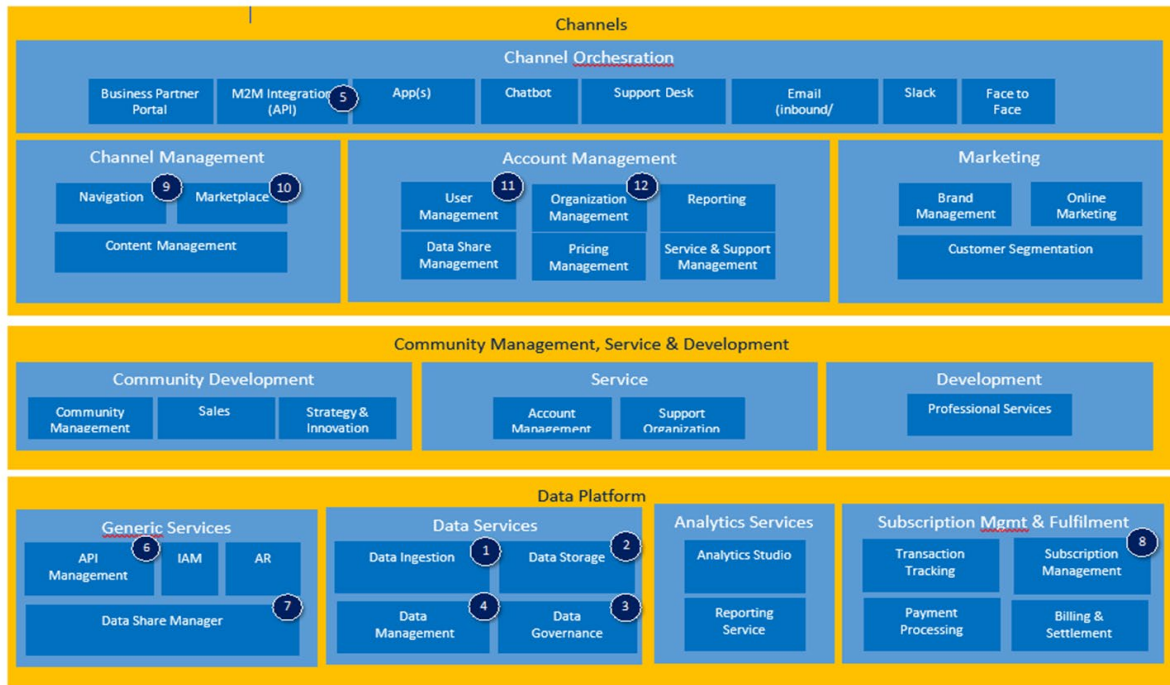 Channels
Channel Orchesration
Business Partner
Portal
M2M Integration
(API)
5
App(s)
Chatbot
Support Desk
Email
(inbound/
Slack
Face to
Face
Channel Management
Navigation
9
Marketplace
10
Content Management
Account Management
User
Management
11
Organization
Management
12
Reporting
Data Share
Management
Pricing
Management
Service & Support
Management
Marketing
Brand
Management
Online
Marketing
Customer Segmentation
Community Management, Service & Development
Community Development
Community
Management
Sales
Strategy &
Innovation
Service
Account
Management
Support
Organization
Development
Professional Services
Data Platform
Generic Services
API
Management
6
IAM
AR
Data Share Manager
7
Data Services
Data Ingestion
1
Data Storage
2
Data
Management
4
Data
Governance
3
Analytics Services
Analytics Studio
Reporting
Service
Subscription Mgmt & Fulfilment
Transaction
Tracking
Subscription
Management
8
Payment
Processing
Billing &
Settlement